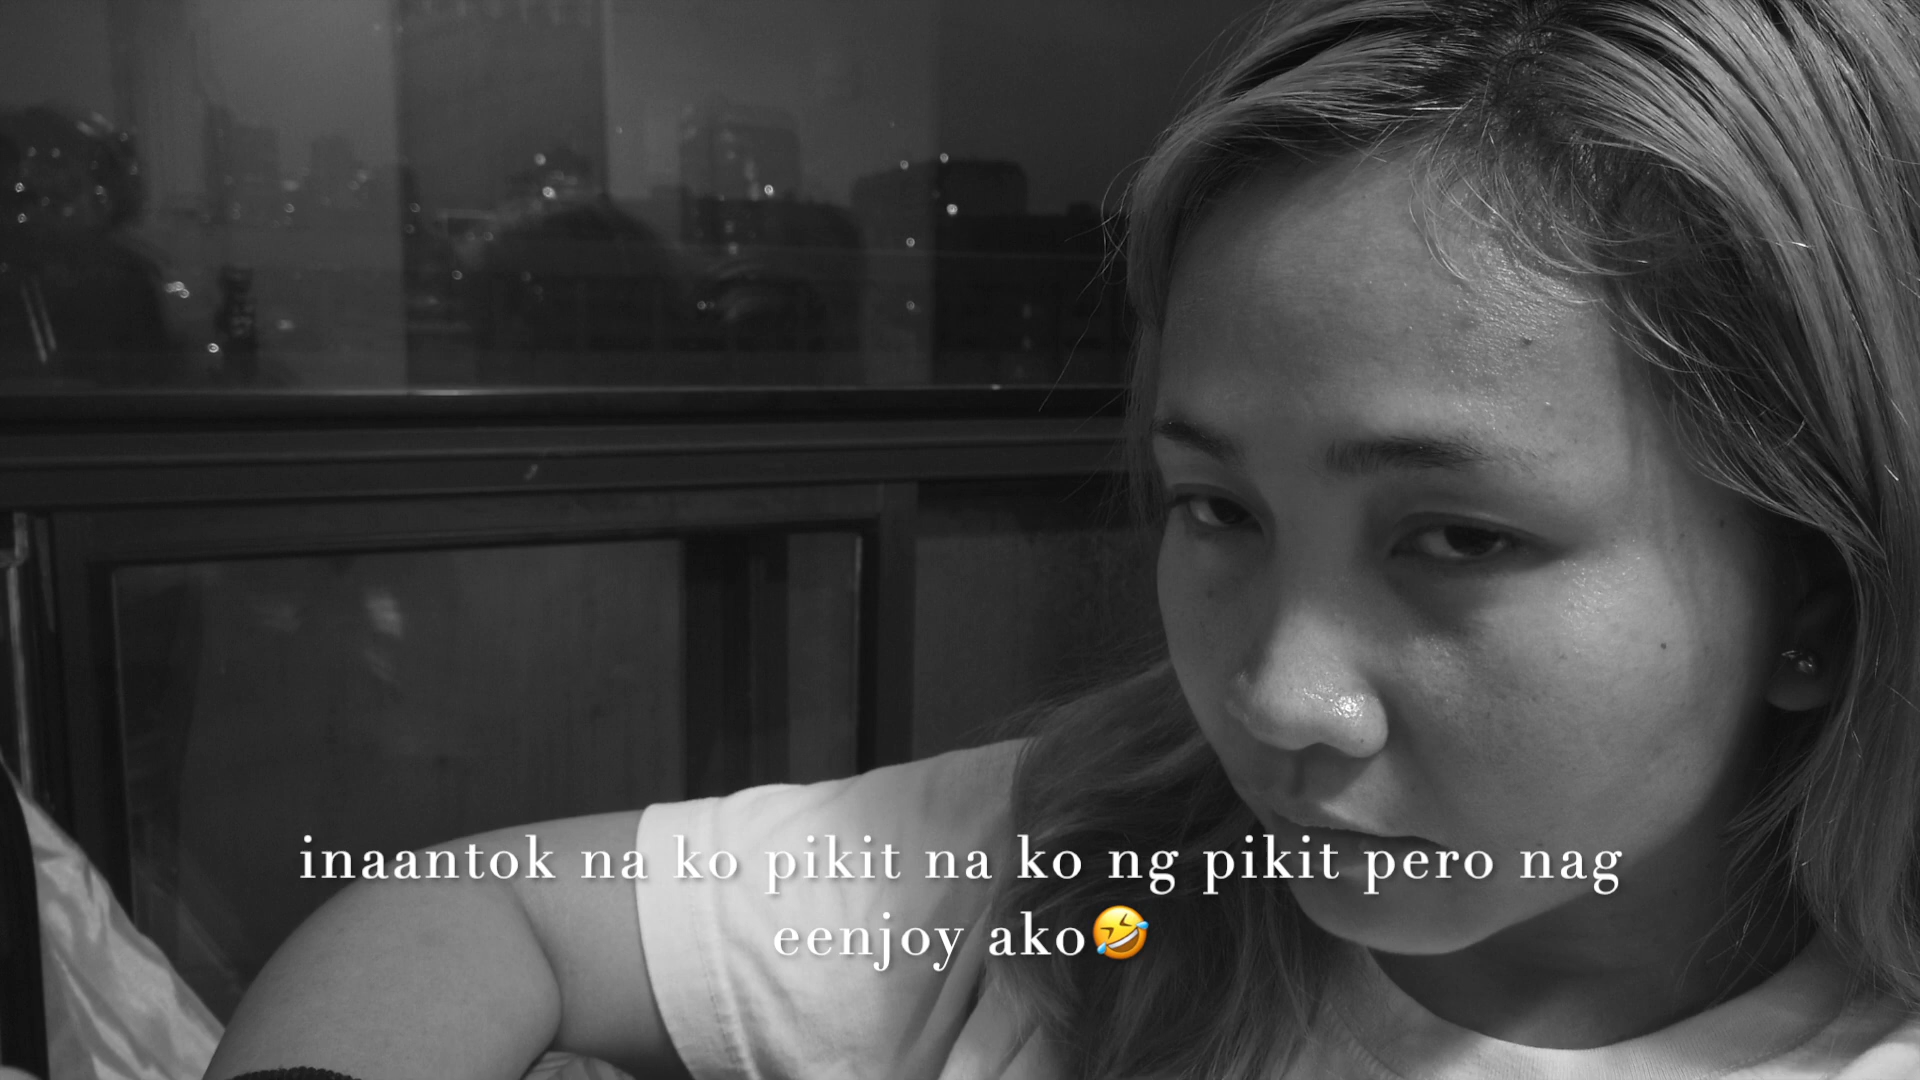 inaantok na ko pikit na ko ng pikit pero nag
eenjoy ako🤣